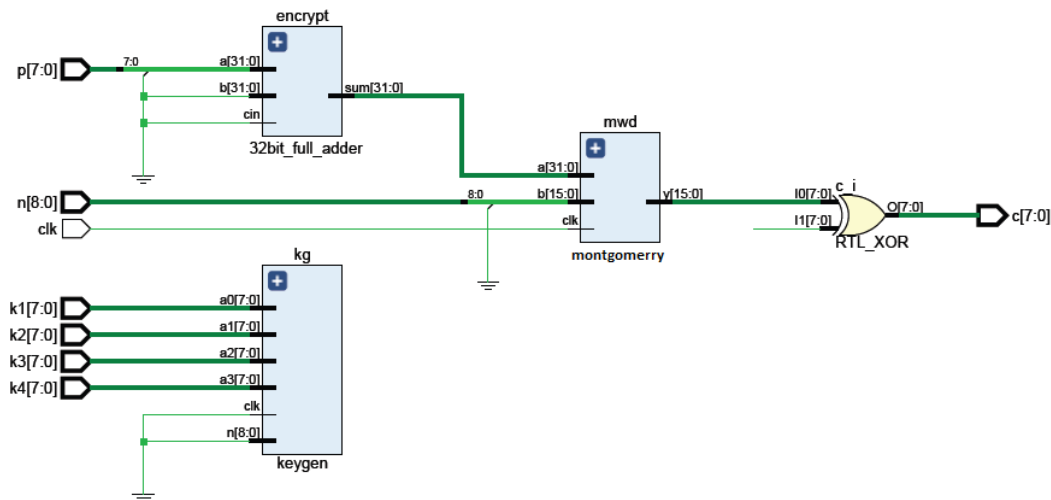 encrypt
p[7:0]
7:0
a[31:0]
b[31:0]
cin
sum[31:0]
32bit_full_adder
mwd
a[31:0]
n[8:0]
8:0
b[15:0]
y[15:0]
clk
clk
montgomerry
c_i
I0[7:0]
I1[7:0]
O[7:0]
RTL_XOR
c[7:0]
kg
k1[7:0]
a0[7:0]
k2[7:0]
a1[7:0]
k3[7:0]
a2[7:0]
k4[7:0]
a3[7:0]
clk
n[8:0]
keygen